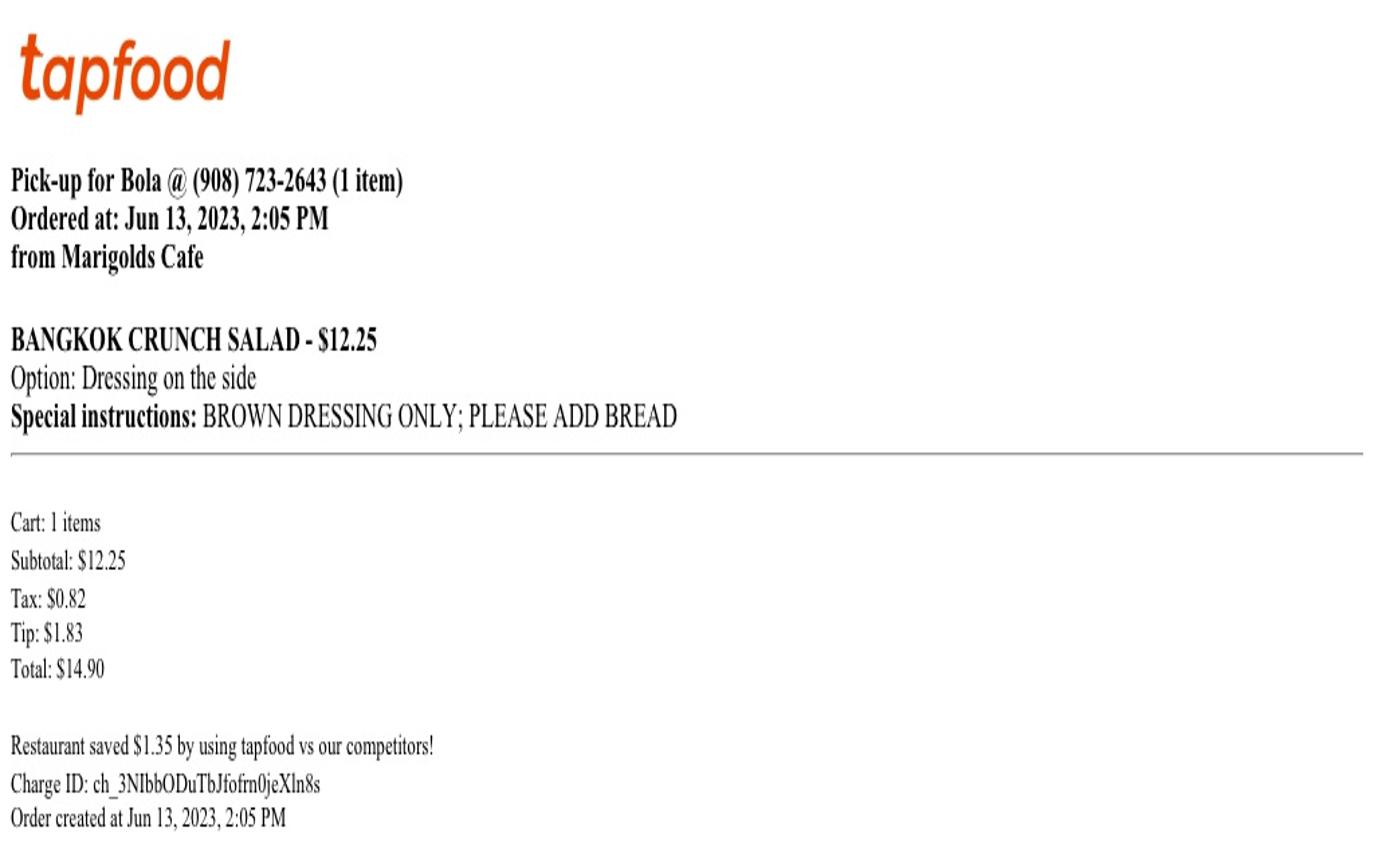 tapfood
Pick-up for Bola @ (908) 723-2643 (1 item)
Ordered at: Jun 13, 2023, 2:05 PM
from Marigolds Cafe
BANGKOK CRUNCH SALAD - $12.25
Option: Dressing on the side
Special instructions: BROWN DRESSING ONLY; PLEASE ADD BREAD
Cart: 1 items
Subtotal: $12.25
Tax: $0.82
Tip: $1.83
Total: $14.90
Restaurant saved $1.35 by using tapfood vs our competitors!
Charge ID: ch_3NIbbODuTbJfofrn0jeXln8s
Order created at Jun 13, 2023, 2:05 PM